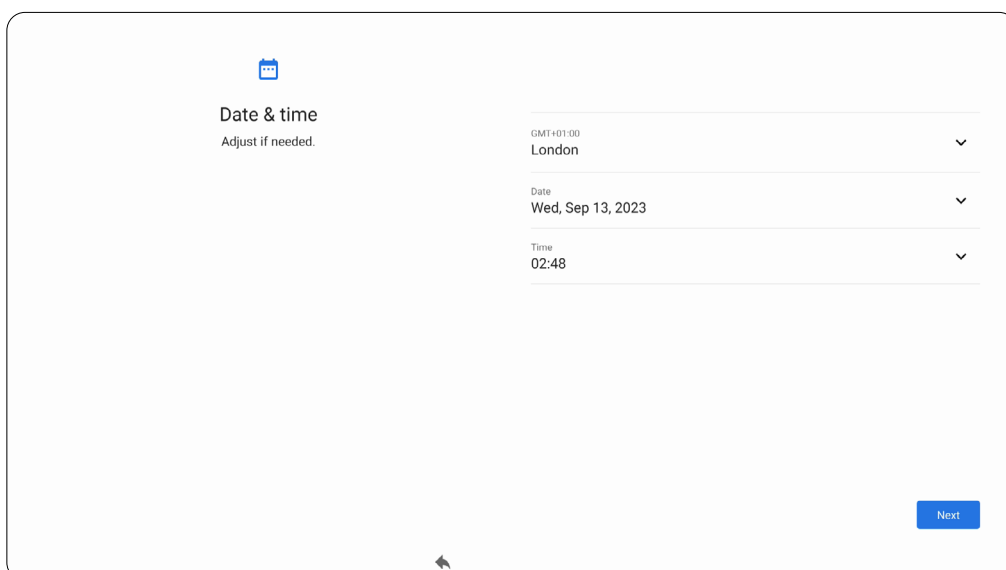 Date & time
Adjust if needed.
GMT+01:00
London
Date
Wed, Sep 13, 2023
Time
02:48
Next